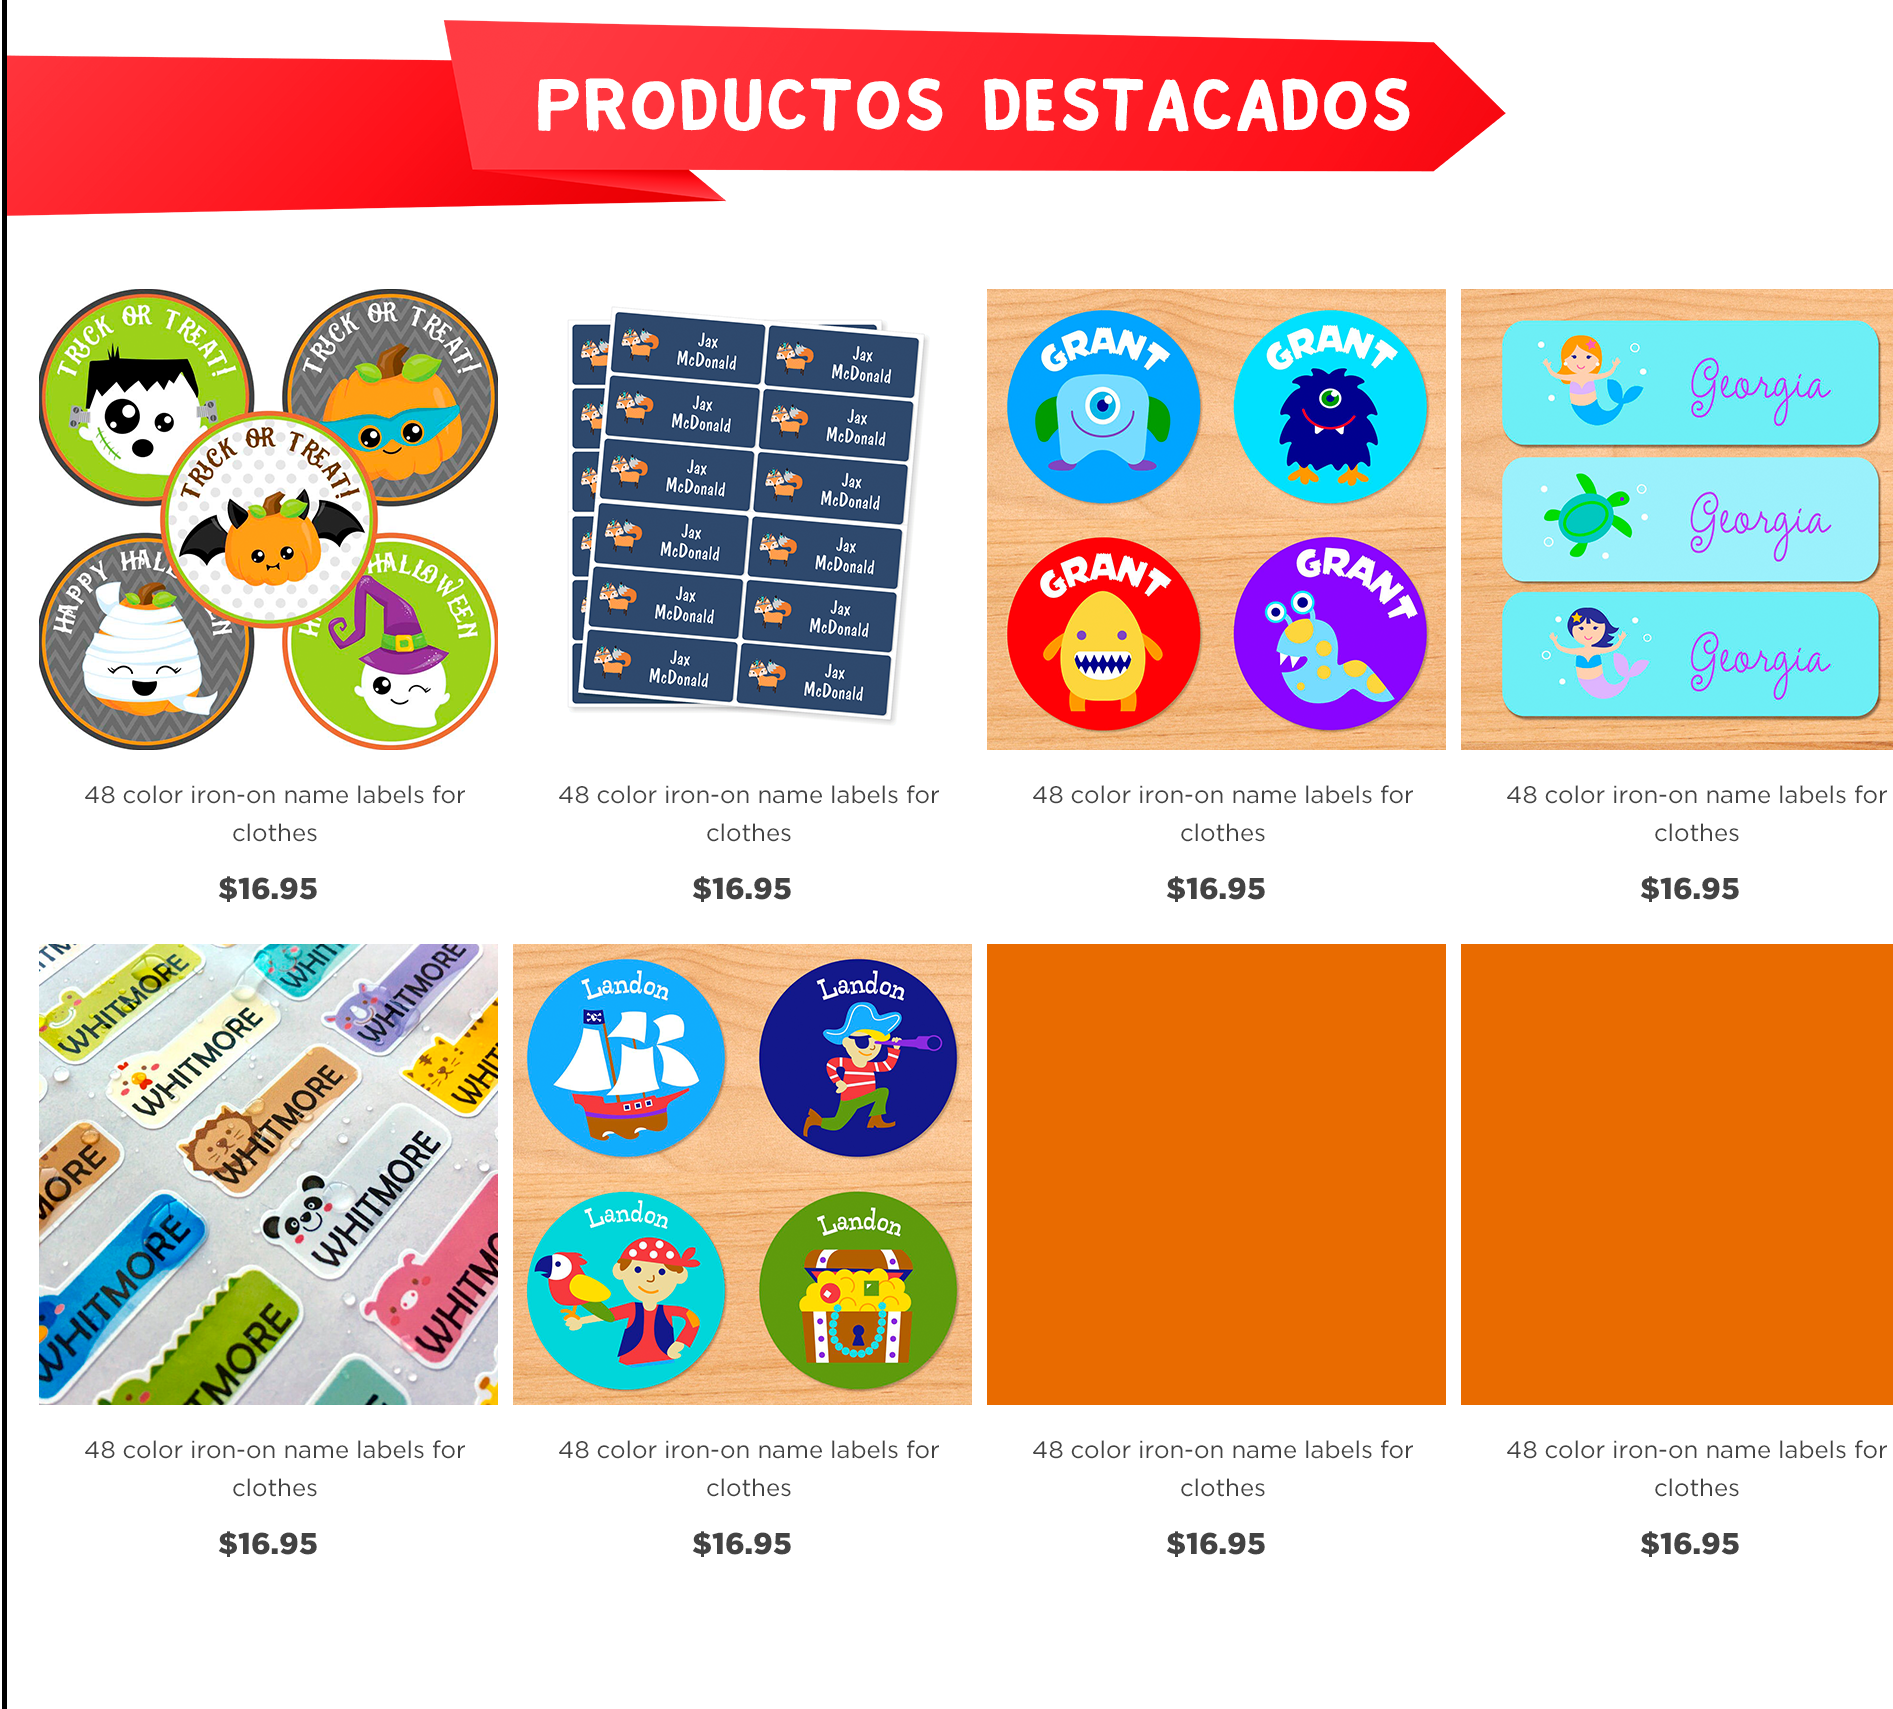 PRODUCTOS DESTACADOS
TRICK OR TREAT!
TRICK OR TREAT!
TRICK OR TREAT!
HAPPY HALLOWEEN
HALLOWEEN
Jax
McDonald
Jax
McDonald
Jax
McDonald
Jax
McDonald
Jax
McDonald
Jax
McDonald
Jax
McDonald
Jax
McDonald
Jax
McDonald
Jax
McDonald
Jax
McDonald
Jax
McDonald
GRANT
GRANT
GRANT
GRANT
Georgia
Georgia
Georgia
48 color iron-on name labels for
clothes
$16.95
48 color iron-on name labels for
clothes
$16.95
48 color iron-on name labels for
clothes
$16.95
48 color iron-on name labels for
clothes
$16.95
WHITMORE
WHITMORE
WHITMORE
WHITMORE
WHITMORE
WHITMORE
Landon
Landon
Landon
Landon
48 color iron-on name labels for
clothes
$16.95
48 color iron-on name labels for
clothes
$16.95
48 color iron-on name labels for
clothes
$16.95
48 color iron-on name labels for
clothes
$16.95